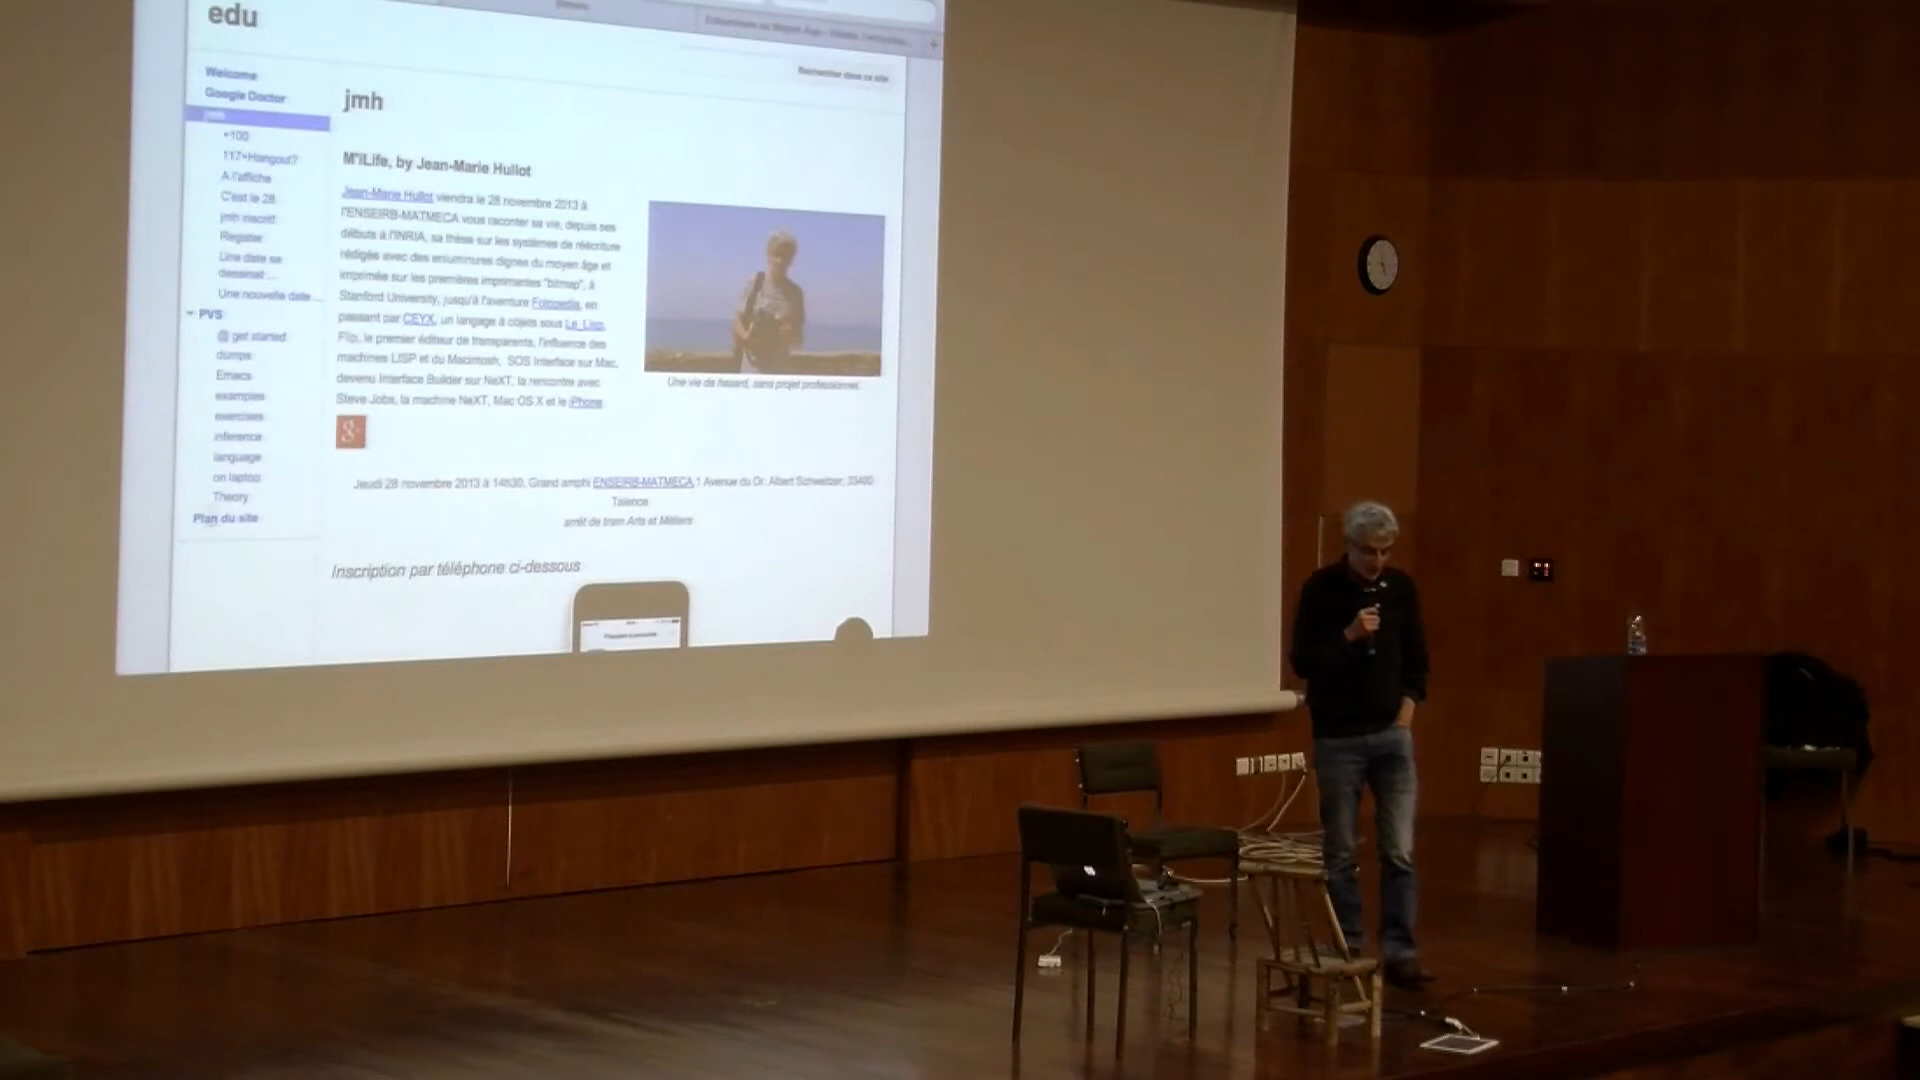 edu
Rechercher dans ce site
Welcome
Google Doctor
jmh
+100
117+Hangout?
A l'affiche
C'est le 28
jmh inscrit
Register
Une date se
dessinait ...
Une nouvelle date ...
PVS
@ get started
dumps
Emacs
examples
exercises
inference
language
on laptop
Theory
Plan du site
jmh
M*iLife, by Jean-Marie Hullot
Jean-Marie Hullot viendra le 28 novembre 2013 à
l'ENSEIRB-MATMECA vous raconter sa vie, depuis ses
débuts à l'INRIA, sa thèse sur les systèmes de réécriture
rédigés avec des enluminures dignes du moyen âge et
imprimée sur les premières imprimantes "bitmap", à
Stanford University, jusqu'à l'aventure Fotopedia, en
passant par CEYX, un langage à objets sous Le_Lisp,
Flip, le premier éditeur de transparents, l'influence des
machines LISP et du Macintosh, SOS Interface sur Mac,
devenu Interface Builder sur NeXT, la rencontre avec
Steve Jobs, la machine NeXT, Mac OS X et le iPhone.
Une vie de hasard, sans projet professionnel.
g+
Jeudi 28 novembre 2013 à 14h30, Grand amphi ENSEIRB-MATMECA,1 Avenue du Dr. Albert Schweitzer, 33400
Talence
arrêt de tram Arts et Métiers
Inscription par téléphone ci-dessous